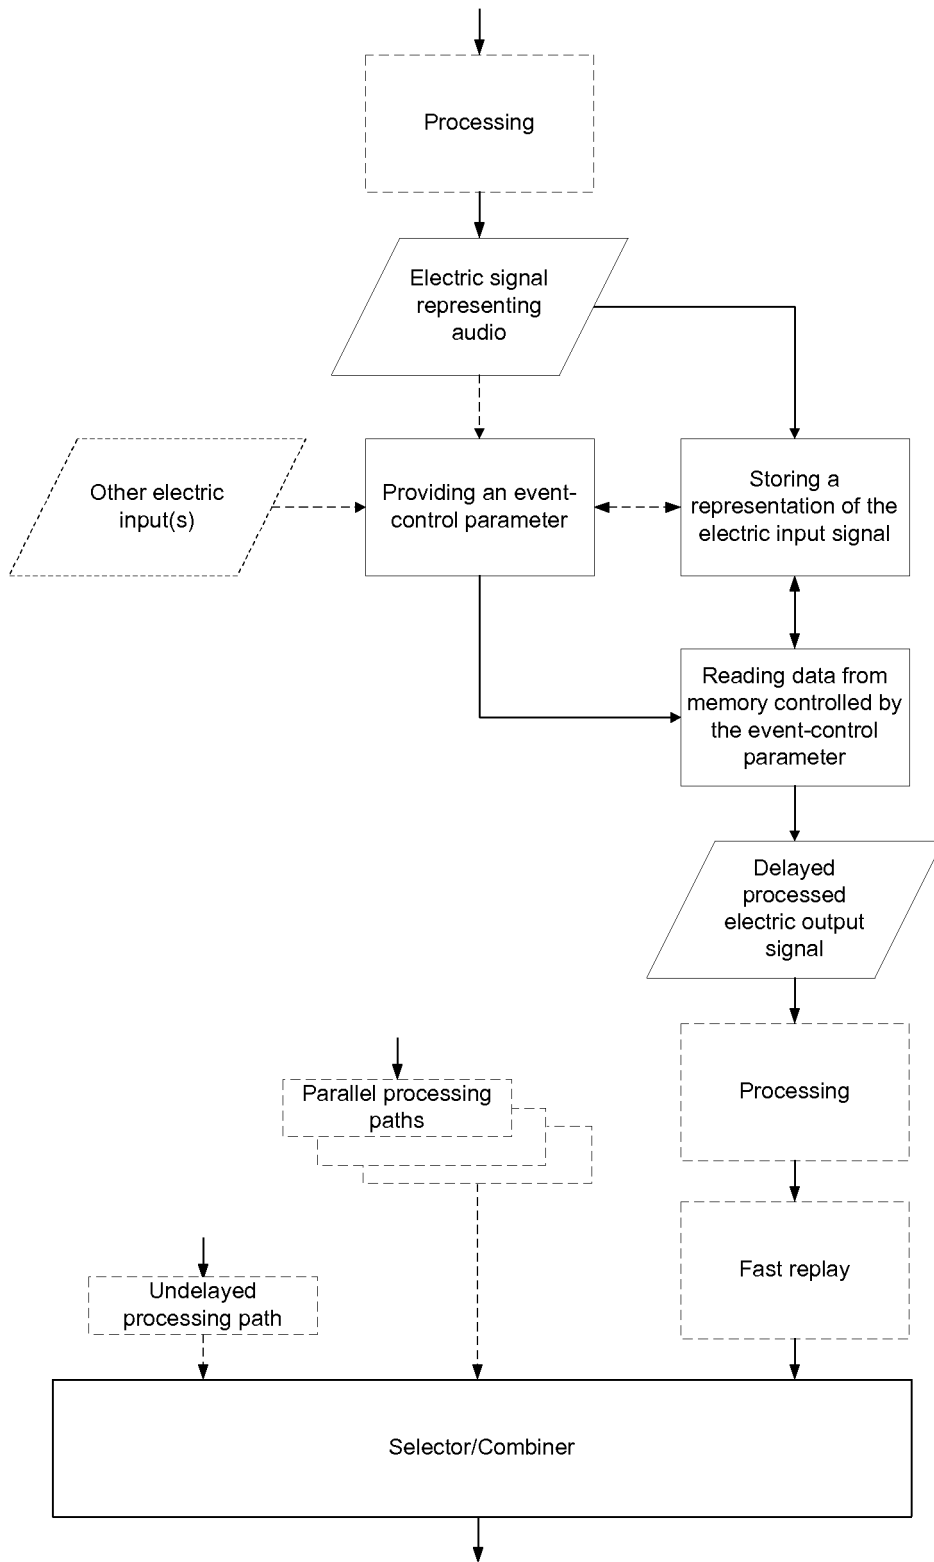 Processing
Electric signal
representing
audio
Other electric
input(s)
Providing an event-
control parameter
Storing a
representation of the
electric input signal
Reading data from
memory controlled by
the event-control
parameter
Delayed
processed
electric output
signal
Processing
Parallel processing
paths
Fast replay
Undelayed
processing path
Selector/Combiner